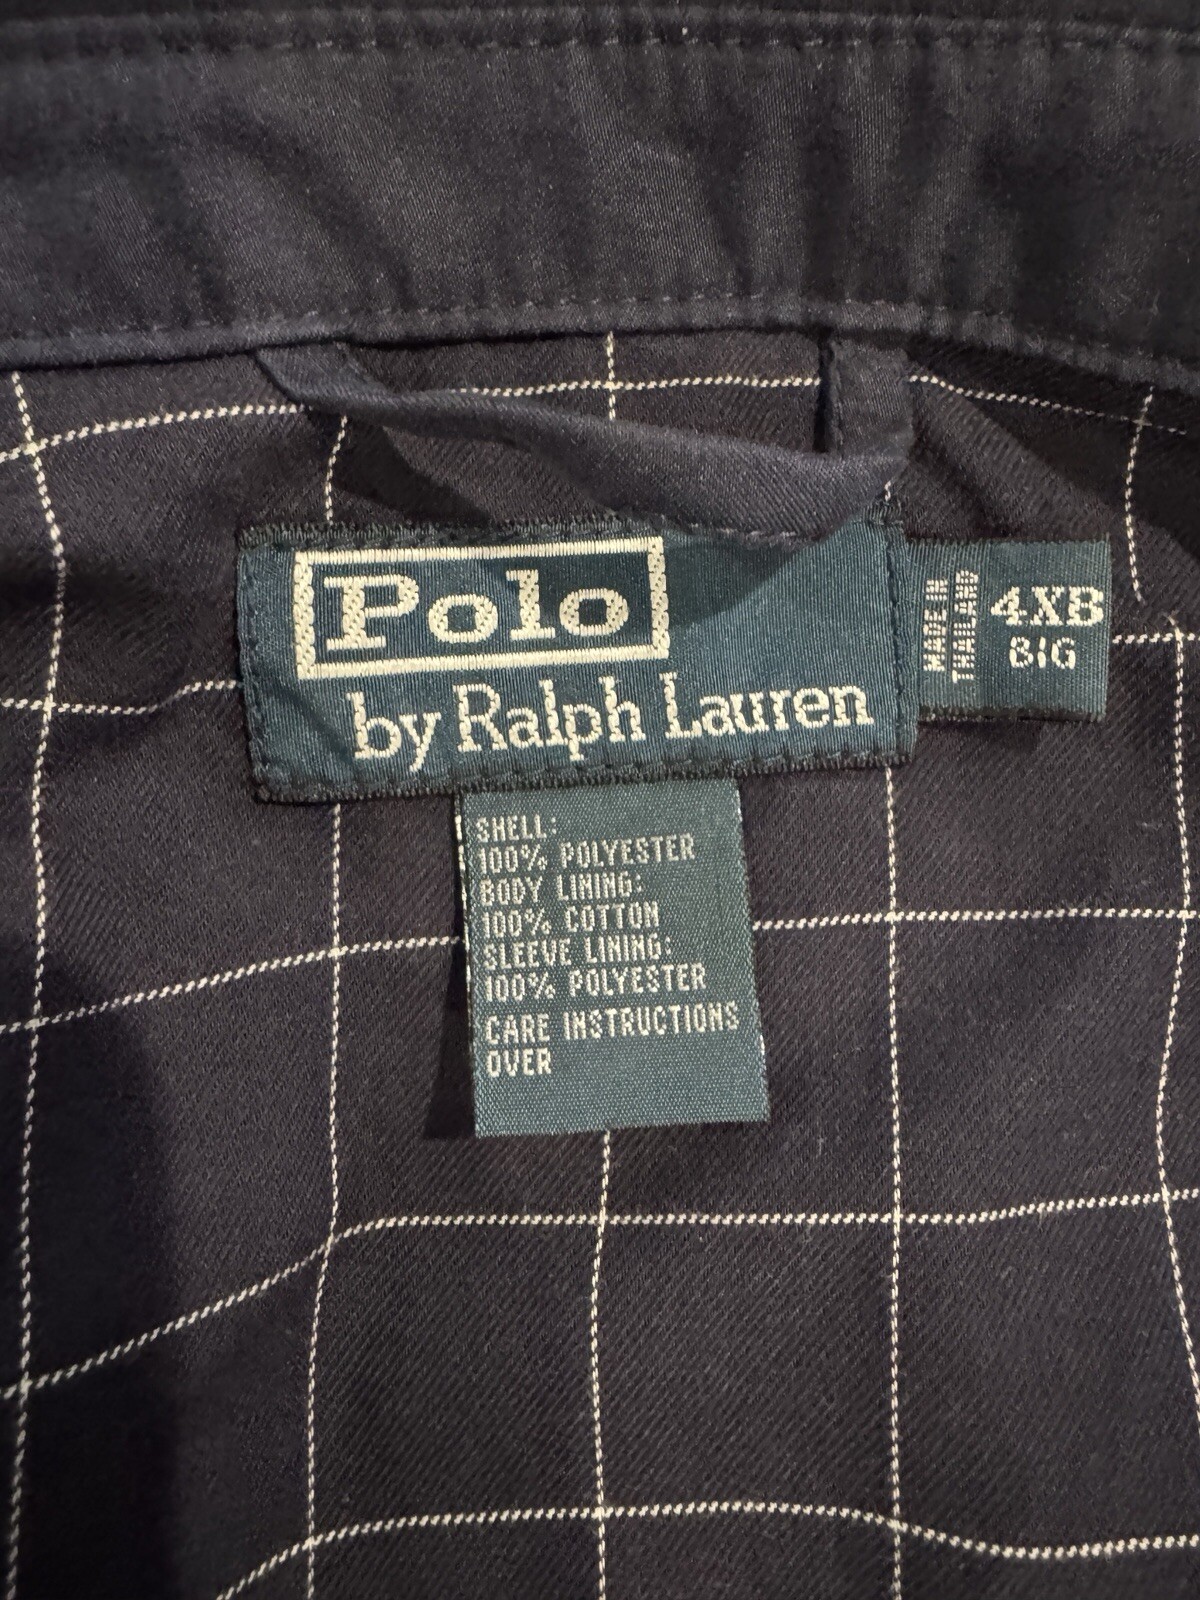 Polo
by Ralph Lauren
MADE IN
THAILAND
4XB
BIG
SHELL:
100% POLYESTER
BODY LINING:
100% COTTON
SLEEVE LINING:
100% POLYESTER
CARE INSTRUCTIONS
OVER